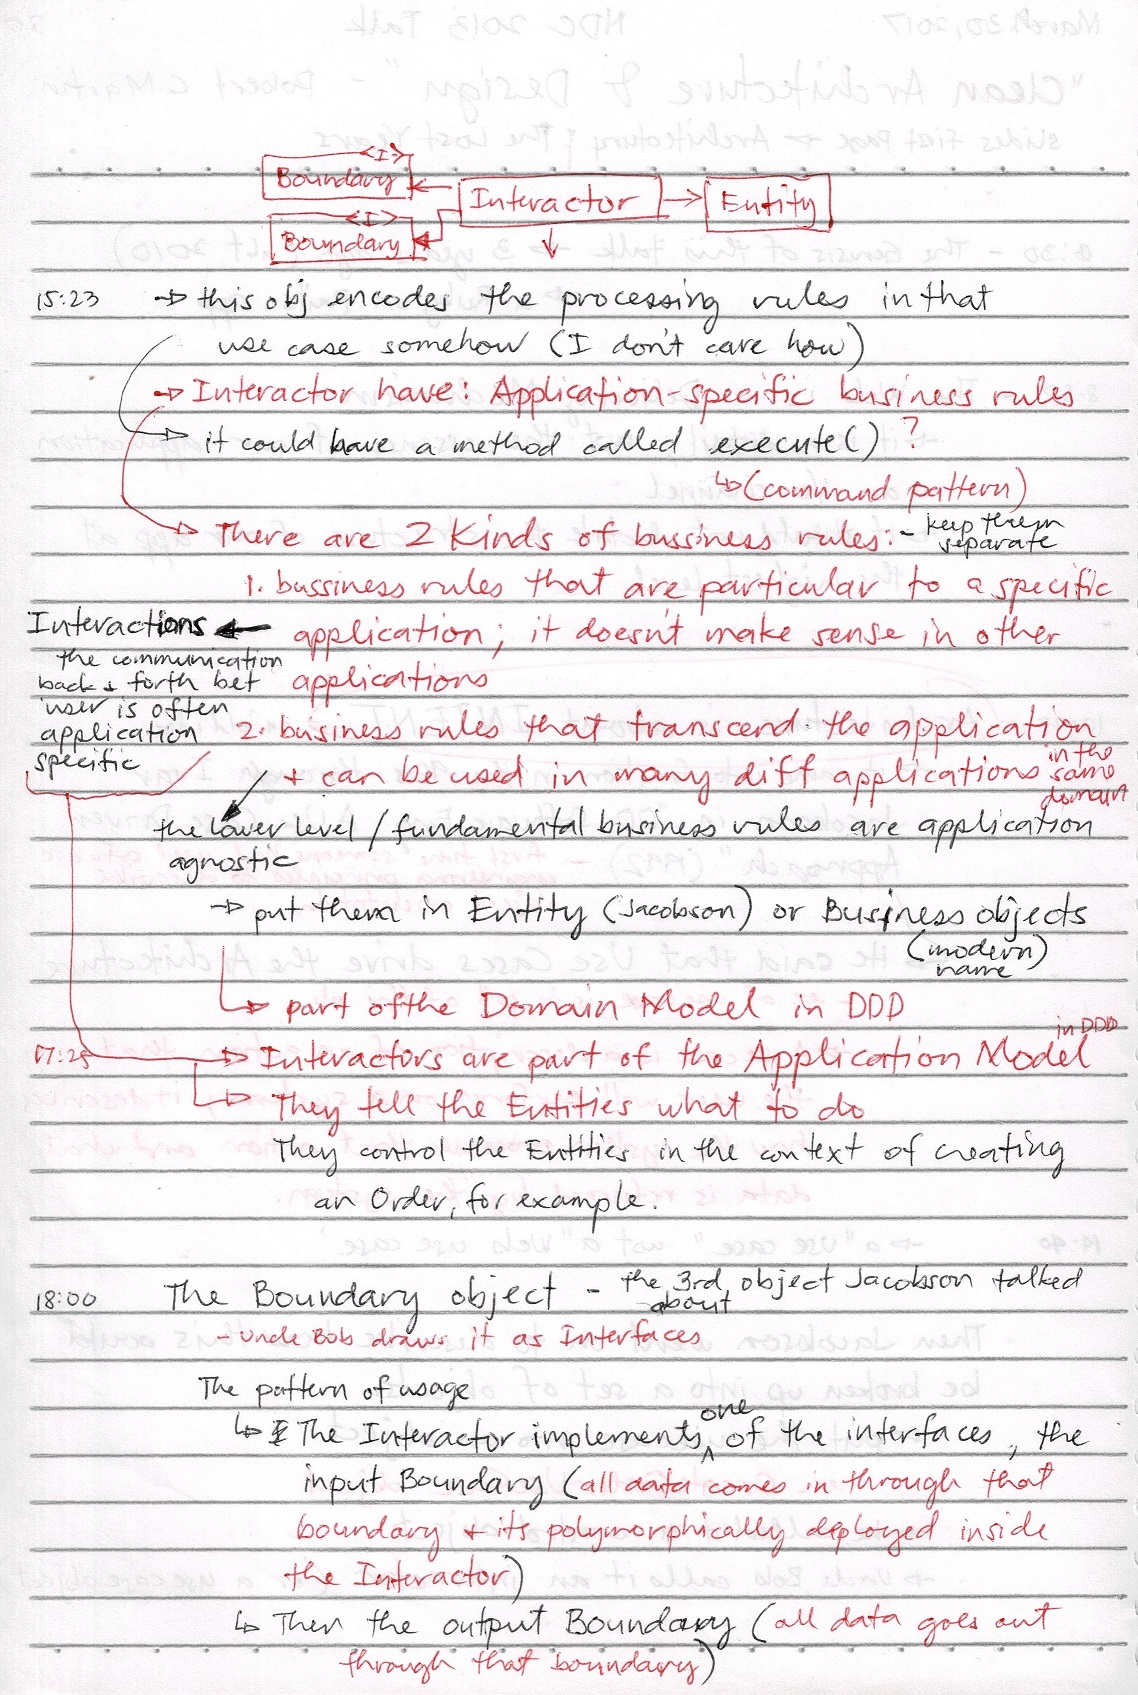 <I>
Boundary
Interactor
Entity
<I>
Boundary
15:23 → this obj encodes the processing rules in that
use case somehow (I don't care how)
→ Interactor have: Application-specific business rules
→ it could have a method called execute() ?
↳ (command pattern)
→ There are 2 Kinds of bussiness rules: - keep them
separate
1. bussiness rules that are particular to a specific
application; it doesn't make sense in other
applications
Interactions ←
the communication
back & forth bet
user is often
application
specific
2. business rules that transcend the application
+ can be used in many diff applications in the
same
domain
the lower level / fundamental business rules are application
agnostic
→ put them in Entity (Jacobson) or Business objects
(modern)
name
→ part of the Domain Model in DDD
17:25 → Interactors are part of the Application Model in DDD
→ They tell the Entities what to do
They control the Entities in the context of creating
an Order, for example.
18:00 The Boundary object - the 3rd object Jacobson talked
about
- Uncle Bob draws it as Interfaces
The pattern of usage
↳ The Interactor implements one of the interfaces, the
input Boundary (all data comes in through that
boundary + its polymorphically deployed inside
the Interactor)
↳ Then the output Boundary (all data goes out
through that boundary)